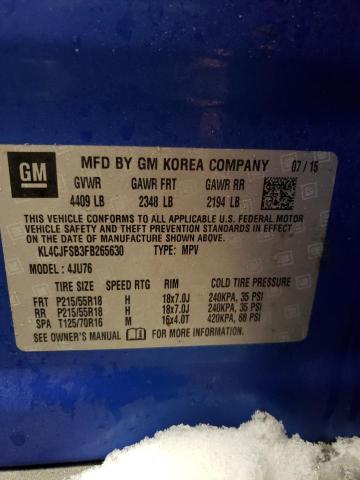 GM
MFD BY GM KOREA COMPANY 07/15
GVWR GAWR FRT GAWR RR
4409 LB 2348 LB 2194 LB
THIS VEHICLE CONFORMS TO ALL APPLICABLE U.S. FEDERAL MOTOR
VEHICLE SAFETY AND THEFT PREVENTION STANDARDS IN EFFECT ON
THE DATE OF MANUFACTURE SHOWN ABOVE.
KL4CJFSB3FB265630 TYPE: MPV
MODEL : 4JU76
TIRE SIZE SPEED RTG RIM COLD TIRE PRESSURE
FRT P215/55R18 H 18x7.0J 240KPA, 35 PSI
RR P215/55R18 H 18x7.0J 240KPA, 35 PSI
SPA T125/70R16 M 16x4.0T 420KPA, 60 PSI
SEE OWNER'S MANUAL FOR MORE INFORMATION.